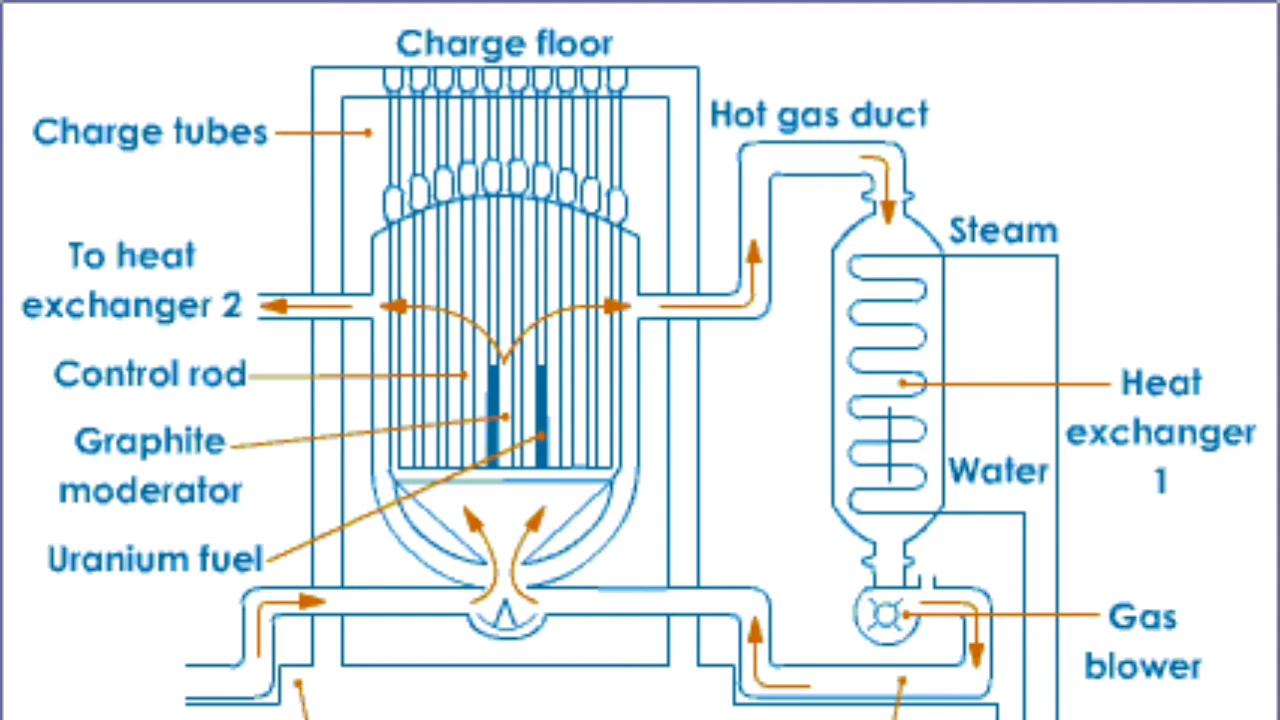 Charge floor
Charge tubes
Hot gas duct
To heat
exchanger 2
Steam
Control rod
Heat
exchanger
1
Graphite
moderator
Water
Uranium fuel
Gas
blower